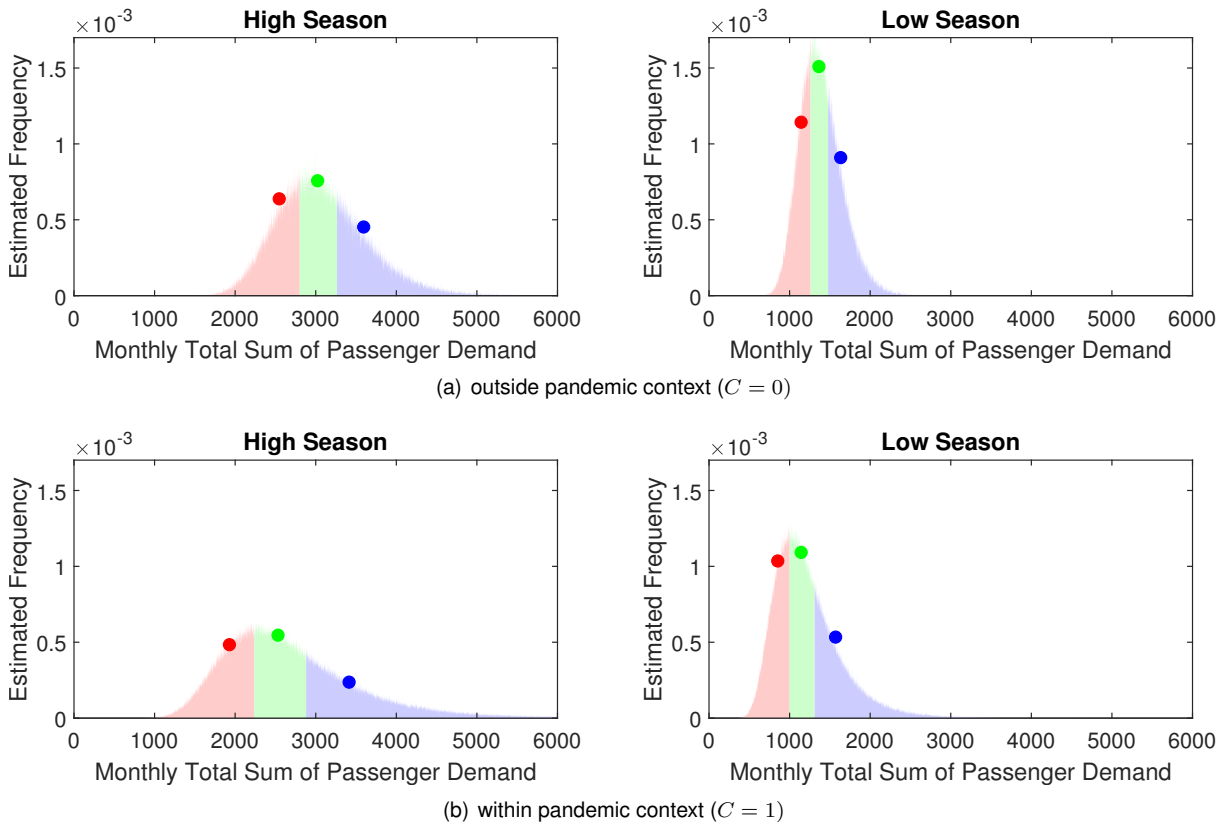 High Season
×10-3
1.5
1
0.5
0
Estimated Frequency
0 1000 2000 3000 4000 5000 6000
Monthly Total Sum of Passenger Demand
Low Season
×10-3
1.5
1
0.5
0
Estimated Frequency
0 1000 2000 3000 4000 5000 6000
Monthly Total Sum of Passenger Demand
(a) outside pandemic context (C = 0)
High Season
×10-3
1.5
1
0.5
0
Estimated Frequency
0 1000 2000 3000 4000 5000 6000
Monthly Total Sum of Passenger Demand
Low Season
×10-3
1.5
1
0.5
0
Estimated Frequency
0 1000 2000 3000 4000 5000 6000
Monthly Total Sum of Passenger Demand
(b) within pandemic context (C = 1)